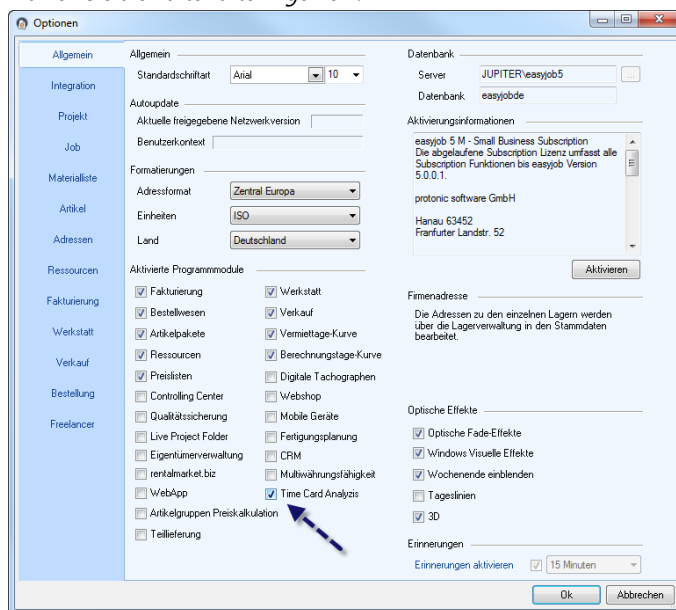 Optionen
Allgemein
Integration
Projekt
Job
Materialliste
Artikel
Adressen
Ressourcen
Fakturierung
Werkstatt
Verkauf
Bestellung
Freelancer
Allgemein
Standardschriftart Arial 10
Autoupdate
Aktuelle freigegebene Netzwerkversion
Benutzerkontext
Formatierungen
Adressformat Zentral Europa
Einheiten ISO
Land Deutschland
Aktivierte Programmmodule
Fakturierung Werkstatt
Bestellwesen Verkauf
Artikelpakete Vermiettage-Kurve
Ressourcen Berechnungstage-Kurve
Preislisten Digitale Tachographen
Controlling Center Webshop
Qualitätssicherung Mobile Geräte
Live Project Folder Fertigungsplanung
Eigentümerverwaltung CRM
rentalmarket.biz Multiwährungsfähigkeit
WebApp Time Card Analyzis
Artikelgruppen Preiskalkulation
Teillieferung
Datenbank
Server JUPITER\easyjob5 ...
Datenbank easyjobde
Aktivierungsinformationen
easyjob 5 M - Small Business Subscription
Die abgelaufene Subscription Lizenz umfasst alle
Subscription Funktionen bis easyjob Version
5.0.0.1.
protonic software GmbH
Hanau 63452
Franfurter Landstr. 52
Aktivieren
Firmenadresse
Die Adressen zu den einzelnen Lagern werden
über die Lagerverwaltung in den Stammdaten
bearbeitet.
Optische Effekte
Optische Fade-Effekte
Windows Visuelle Effekte
Wochenende einblenden
Tageslinien
3D
Erinnerungen
Erinnerungen aktivieren 15 Minuten
Ok Abbrechen